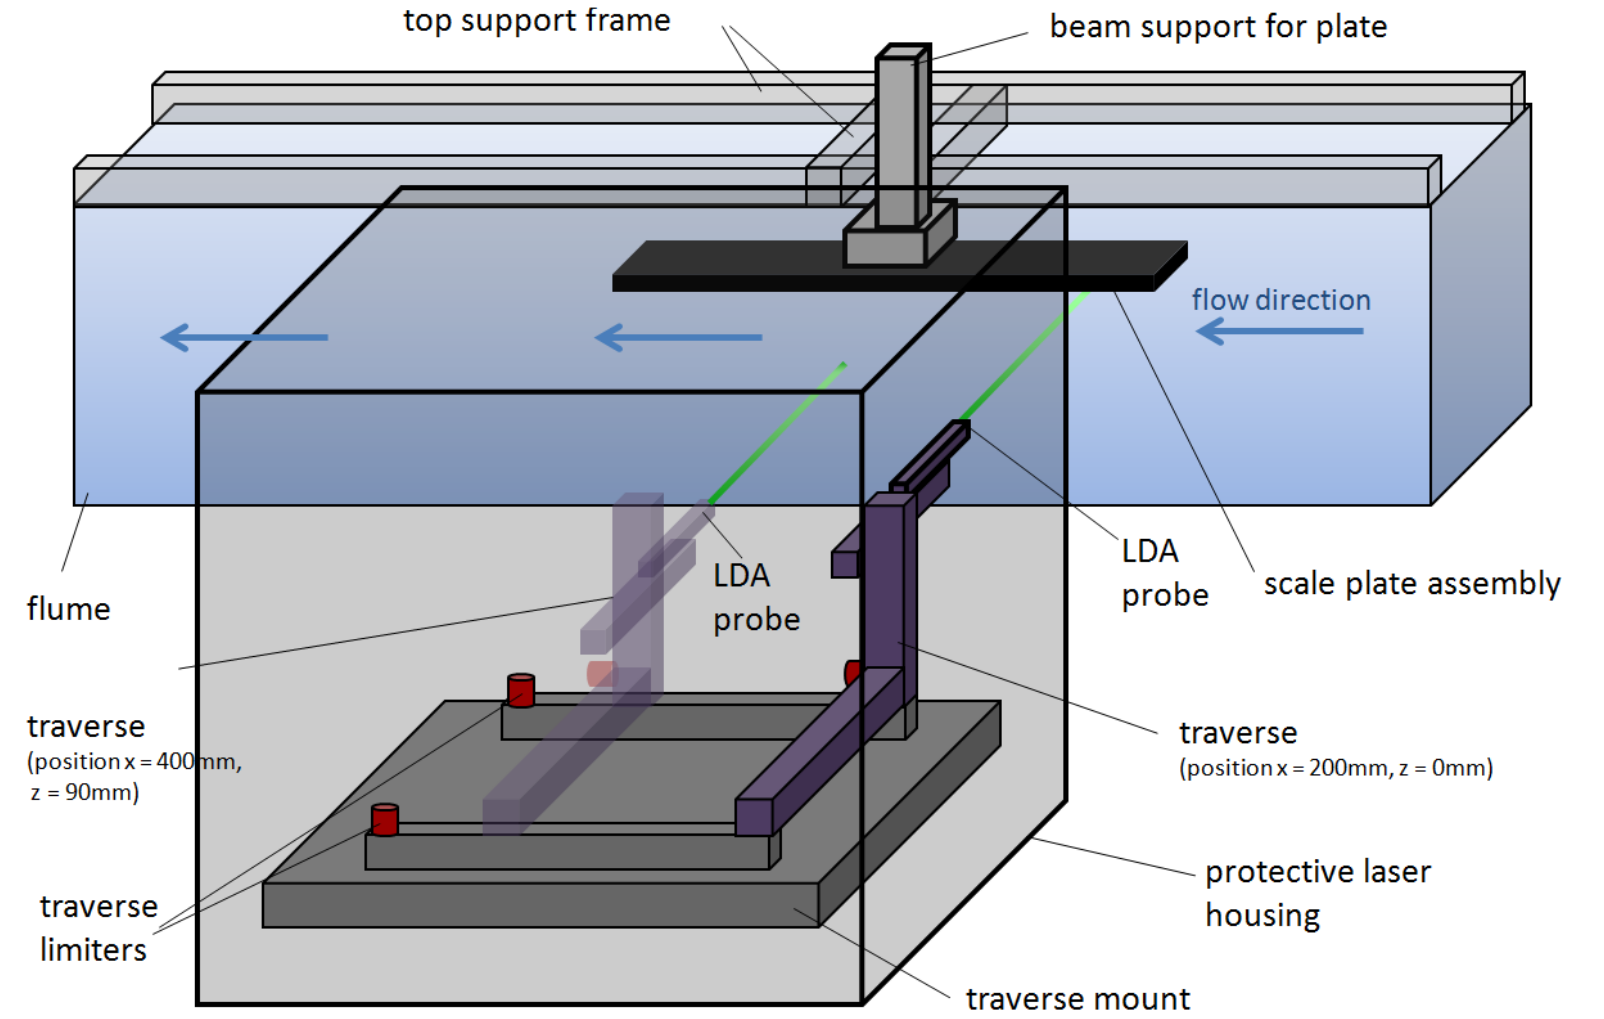 top support frame
beam support for plate
flow direction
LDA
probe
scale plate assembly
LDA
probe
flume
traverse
(position x = 400mm,
z = 90mm)
traverse
(position x = 200mm, z = 0mm)
protective laser
housing
traverse
limiters
traverse mount